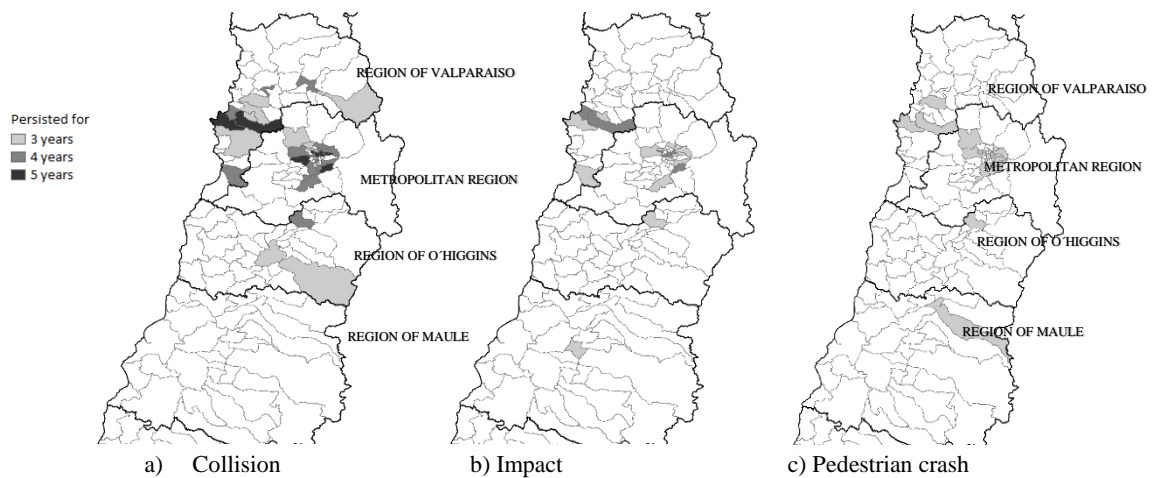 Persisted for
3 years
4 years
5 years
REGION OF VALPARAISO
METROPOLITAN REGION
REGION OF O´HIGGINS
REGION OF MAULE
REGION OF VALPARAISO
METROPOLITAN REGION
REGION OF O´HIGGINS
REGION OF MAULE
a) Collision
b) Impact
c) Pedestrian crash